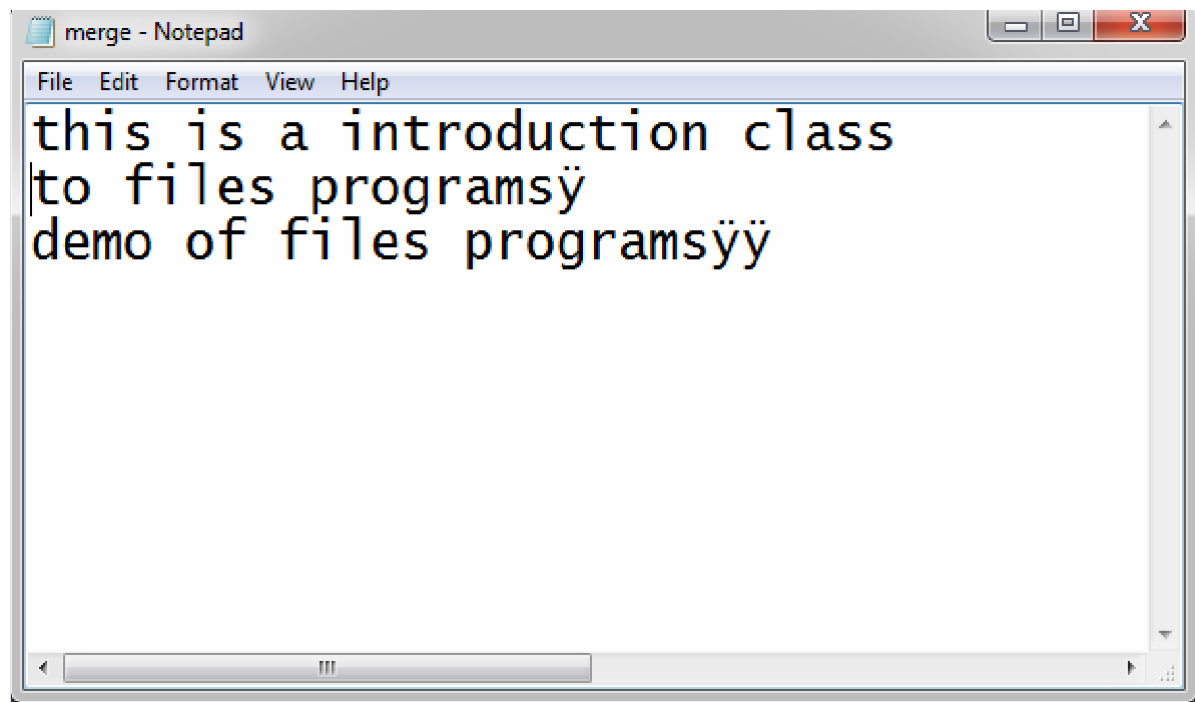 merge - Notepad
File Edit Format View Help
this is a introduction class
to files programsÿ
demo of files programsÿÿ